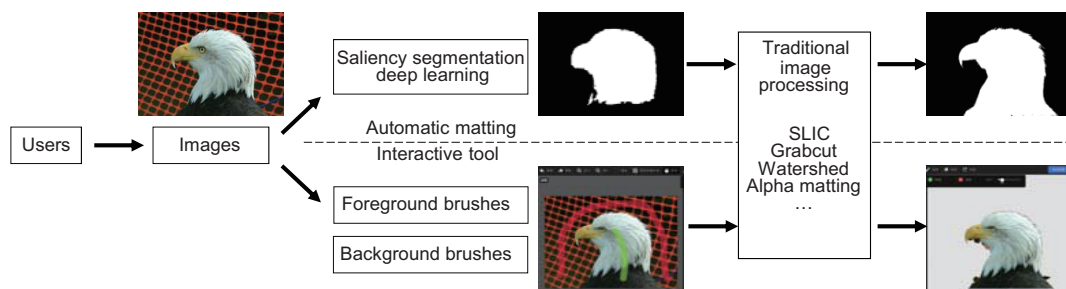 Users
Images
Saliency segmentation
deep learning
Automatic matting
Interactive tool
Foreground brushes
Background brushes
Traditional
image
processing
SLIC
Grabcut
Watershed
Alpha matting
...